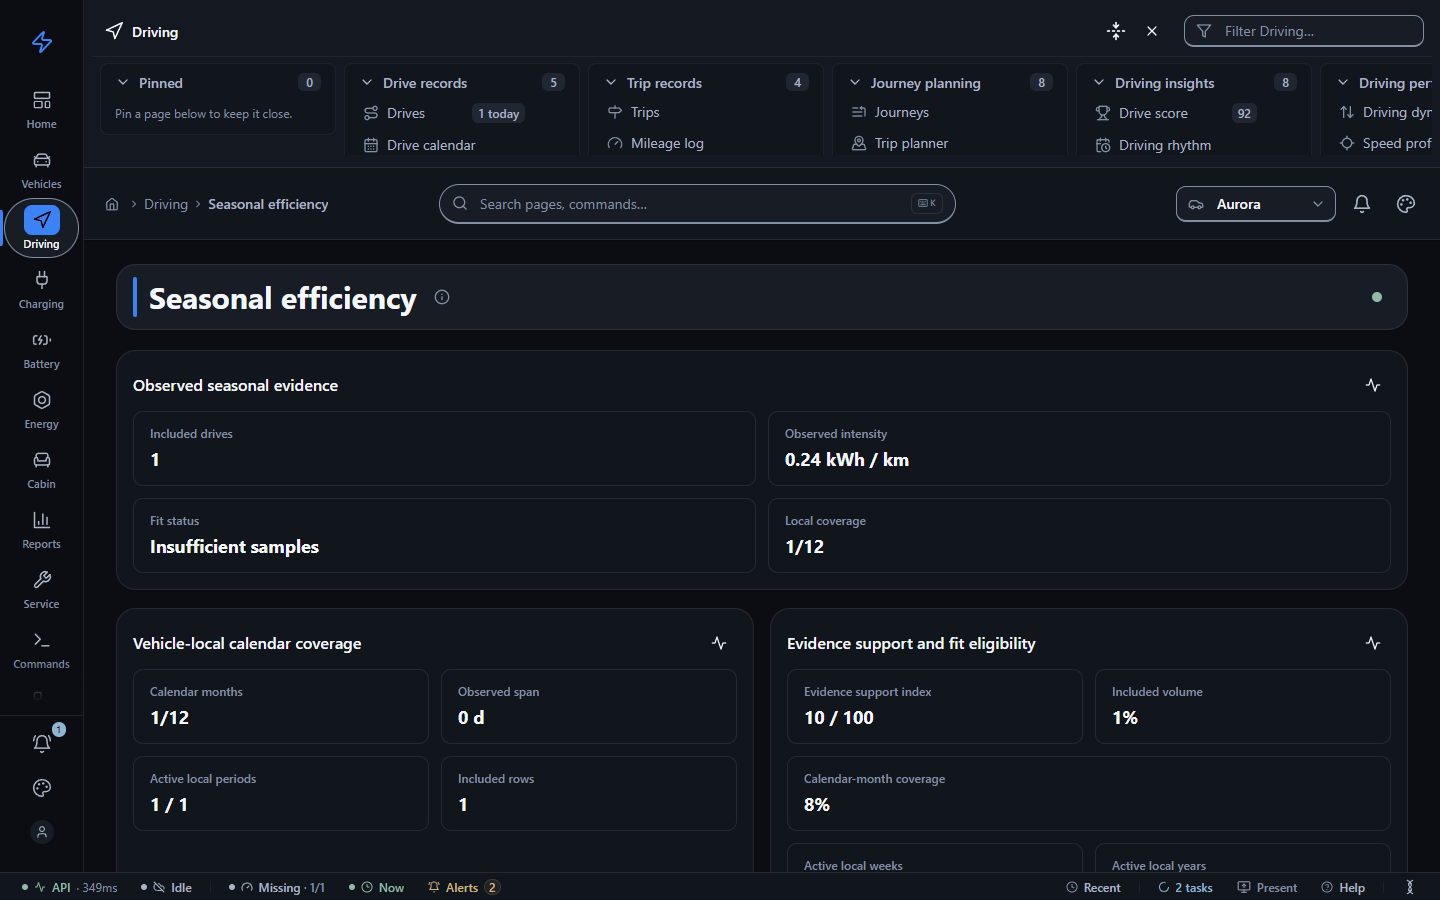 Driving
Filter Driving...
Pinned 0
Pin a page below to keep it close.
Drive records 5
Drives 1 today
Drive calendar
Trip records 4
Trips
Mileage log
Journey planning 8
Journeys
Trip planner
Driving insights 8
Drive score 92
Driving rhythm
Driving per
Driving dyn
Speed prof
Home
Vehicles
Driving
Charging
Battery
Energy
Cabin
Reports
Service
Commands
1
Driving
Seasonal efficiency
Search pages, commands...
K
Aurora
Seasonal efficiency
Observed seasonal evidence
Included drives
1
Observed intensity
0.24 kWh / km
Fit status
Insufficient samples
Local coverage
1/12
Vehicle-local calendar coverage
Calendar months
1/12
Observed span
0 d
Active local periods
1 / 1
Included rows
1
Evidence support and fit eligibility
Evidence support index
10 / 100
Included volume
1%
Calendar-month coverage
8%
Active local weeks
Active local years
API · 349ms
Idle
Missing · 1/1
Now
Alerts 2
Recent
2 tasks
Present
Help